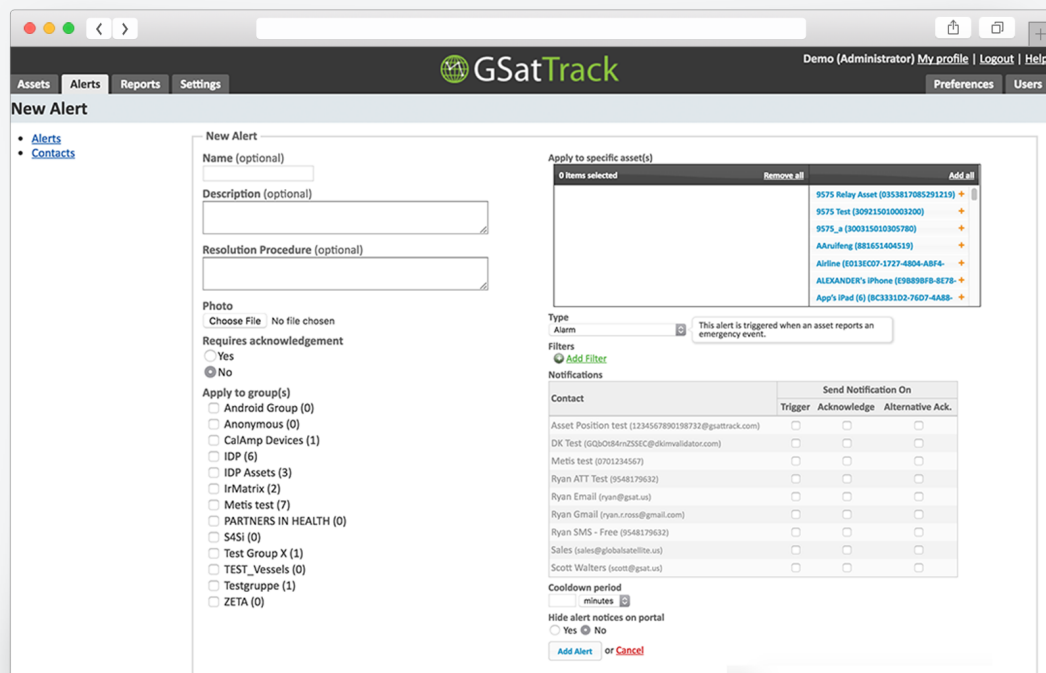 GSatTrack
Demo (Administrator) My profile | Logout | Help
Assets Alerts Reports Settings
Preferences Users
New Alert
Alerts
Contacts
New Alert
Name (optional)
Description (optional)
Resolution Procedure (optional)
Photo
Choose File No file chosen
Requires acknowledgement
Yes
No
Apply to group(s)
Android Group (0)
Anonymous (0)
CalAmp Devices (1)
IDP (6)
IDP Assets (3)
IrMatrix (2)
Metis test (7)
PARTNERS IN HEALTH (0)
S4Si (0)
Test Group X (1)
TEST_Vessels (0)
Testgruppe (1)
ZETA (0)
Apply to specific asset(s)
0 items selected Remove all Add all
9575 Relay Asset (0353817085291219)
9575 Test (309215010003200)
9575_a (300315010305780)
AAruifeng (881651404519)
Airline (E013EC07-1727-4804-ABF4-
ALEXANDER's iPhone (E9B89BFB-8E78-
App's iPad (6) (BC3331D2-76D7-4A88-
Type
Alarm
This alert is triggered when an asset reports an
emergency event.
Filters
Add Filter
Notifications
Contact Send Notification On
Trigger Acknowledge Alternative Ack.
Asset Position test (1234567890198732@gsattrack.com)
DK Test (GQbOt84rnZSSEC@dkimvalidator.com)
Metis test (0701234567)
Ryan ATT Test (9548179632)
Ryan Email (ryan@gsat.us)
Ryan Gmail (ryan.r.ross@gmail.com)
Ryan SMS - Free (9548179632)
Sales (sales@globalsatellite.us)
Scott Walters (scott@gsat.us)
Cooldown period
minutes
Hide alert notices on portal
Yes No
Add Alert or Cancel